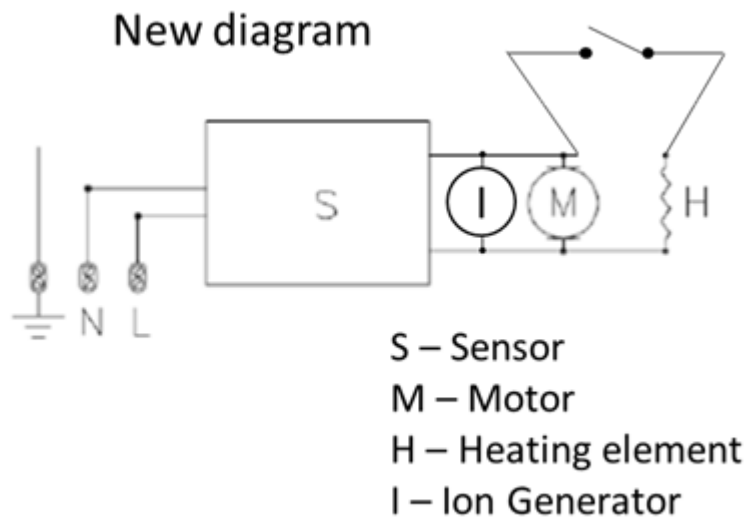 New diagram
S
I
M
H
N
L
S – Sensor
M – Motor
H – Heating element
I – Ion Generator